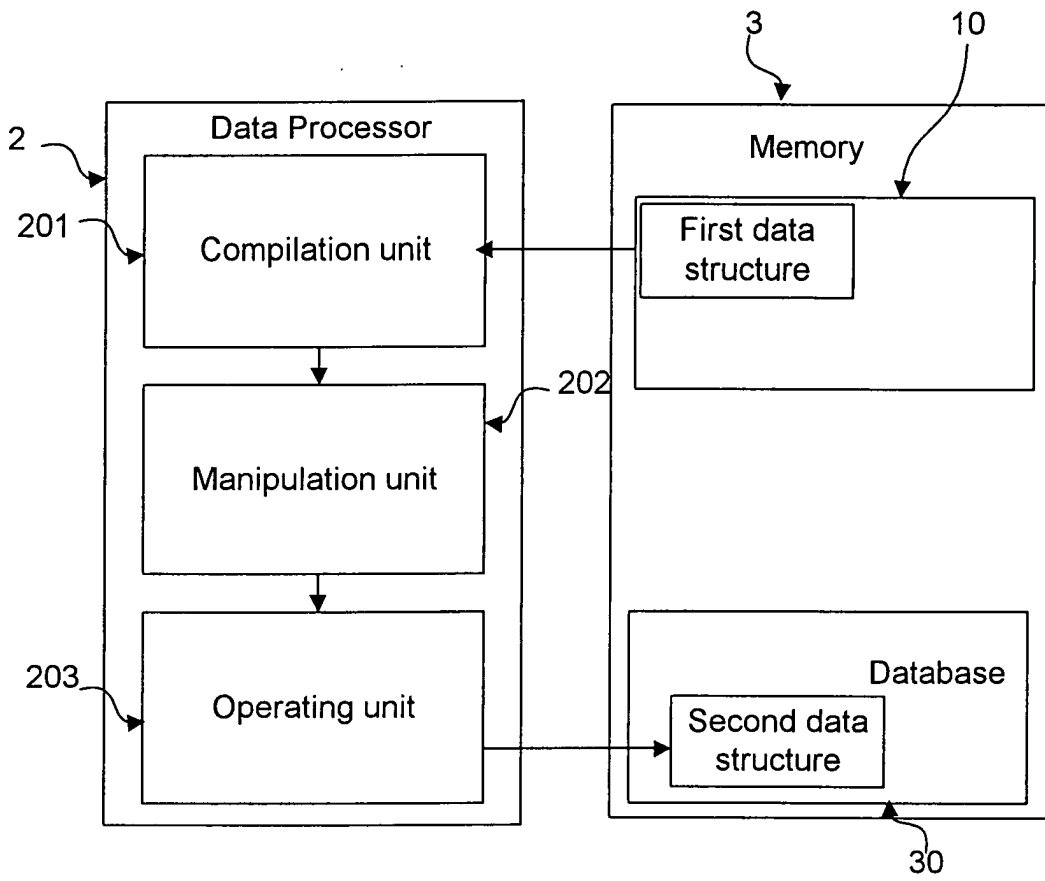 3
10
Data Processor
2
Memory
201
Compilation unit
First data
structure
202
Manipulation unit
203
Operating unit
Database
Second data
structure
30